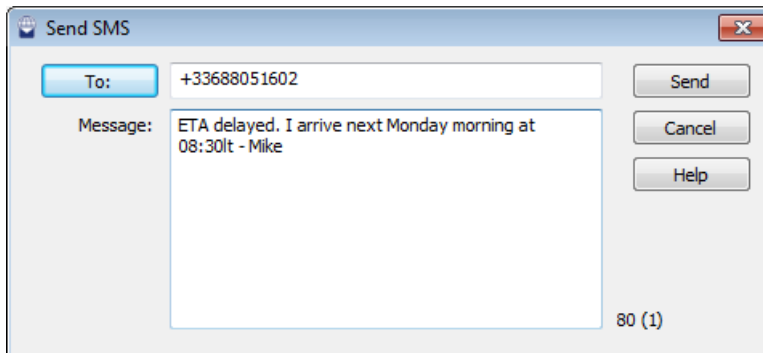 Send SMS
To: +33688051602 Send
Message: ETA delayed. I arrive next Monday morning at Cancel
08:30lt - Mike
Help
80 (1)